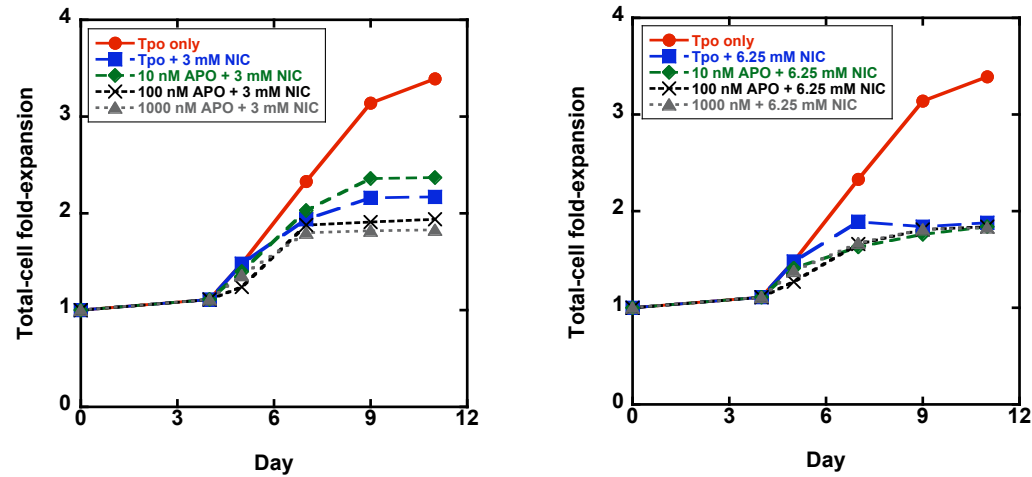 4
3
2
1
0
Total-cell fold-expansion
Tpo only
Tpo + 3 mM NIC
10 nM APO + 3 mM NIC
100 nM APO + 3 mM NIC
1000 nM APO + 3 mM NIC
0 3 6 9 12
Day
4
3
2
1
0
Total-cell fold-expansion
Tpo only
Tpo + 6.25 mM NIC
10 nM APO + 6.25 mM NIC
100 nM APO + 6.25 mM NIC
1000 nM + 6.25 mM NIC
0 3 6 9 12
Day